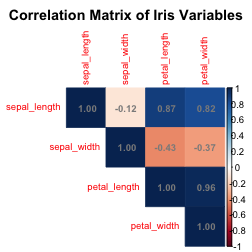 Correlation Matrix of Iris Variables
sepal_length
sepal_width
petal_length
petal_width
sepal_length 1.00 -0.12 0.87 0.82
sepal_width 1.00 -0.43 -0.37
petal_length 1.00 0.96
petal_width 1.00
1
0.8
0.6
0.4
0.2
0
-0.2
-0.4
-0.6
-0.8
-1